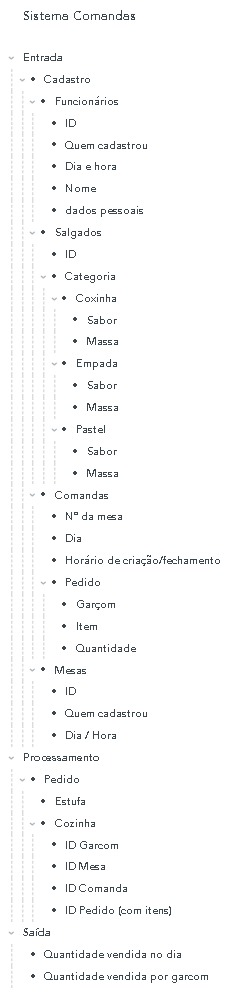 Sistema Comandas
Entrada
Cadastro
Funcionários
ID
Quem cadastrou
Dia e hora
Nome
dados pessoais
Salgados
ID
Categoria
Coxinha
Sabor
Massa
Empada
Sabor
Massa
Pastel
Sabor
Massa
Comandas
Nº da mesa
Dia
Horário de criação/fechamento
Pedido
Garçom
Item
Quantidade
Mesas
ID
Quem cadastrou
Dia / Hora
Processamento
Pedido
Estufa
Cozinha
ID Garcom
ID Mesa
ID Comanda
ID Pedido (com itens)
Saída
Quantidade vendida no dia
Quantidade vendida por garcom